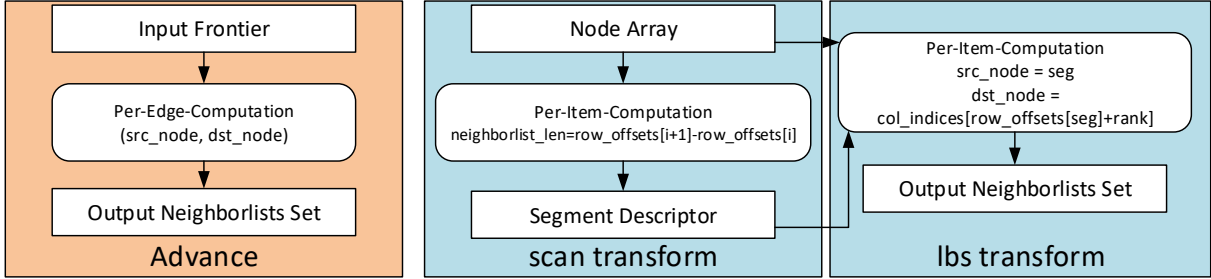 Input Frontier
Per-Edge-Computation
(src_node, dst_node)
Output Neighborlists Set
Advance
Node Array
Per-Item-Computation
neighborlist_len=row_offsets[i+1]-row_offsets[i]
Segment Descriptor
scan transform
Per-Item-Computation
src_node = seg
dst_node =
col_indices[row_offsets[seg]+rank]
Output Neighborlists Set
lbs transform